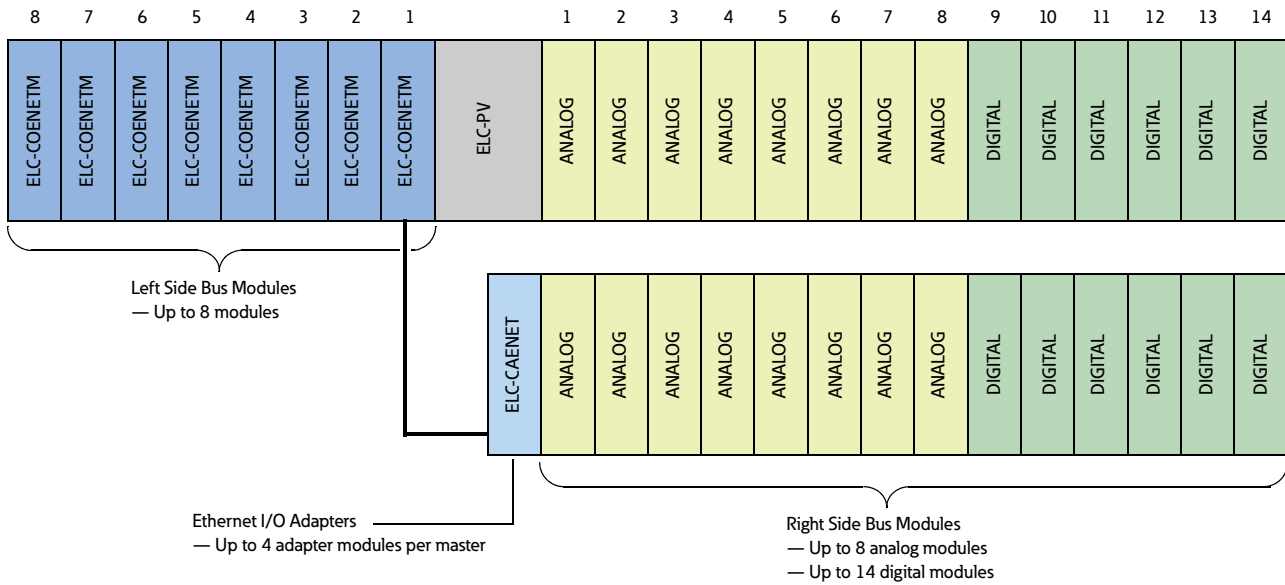 8 7 6 5 4 3 2 1 1 2 3 4 5 6 7 8 9 10 11 12 13 14
ELC-COENETM ELC-COENETM ELC-COENETM ELC-COENETM ELC-COENETM ELC-COENETM ELC-COENETM ELC-COENETM ELC-PV ANALOG ANALOG ANALOG ANALOG ANALOG ANALOG ANALOG ANALOG DIGITAL DIGITAL DIGITAL DIGITAL DIGITAL DIGITAL
Left Side Bus Modules
— Up to 8 modules
ELC-CAENET ANALOG ANALOG ANALOG ANALOG ANALOG ANALOG ANALOG ANALOG DIGITAL DIGITAL DIGITAL DIGITAL DIGITAL DIGITAL
Ethernet I/O Adapters
— Up to 4 adapter modules per master
Right Side Bus Modules
— Up to 8 analog modules
— Up to 14 digital modules